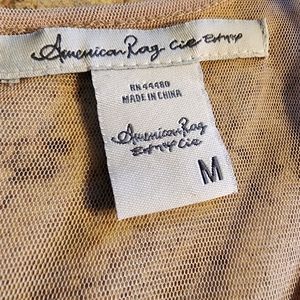 American Rag Cie
RN 44480
MADE IN CHINA
American Rag
Cie
M